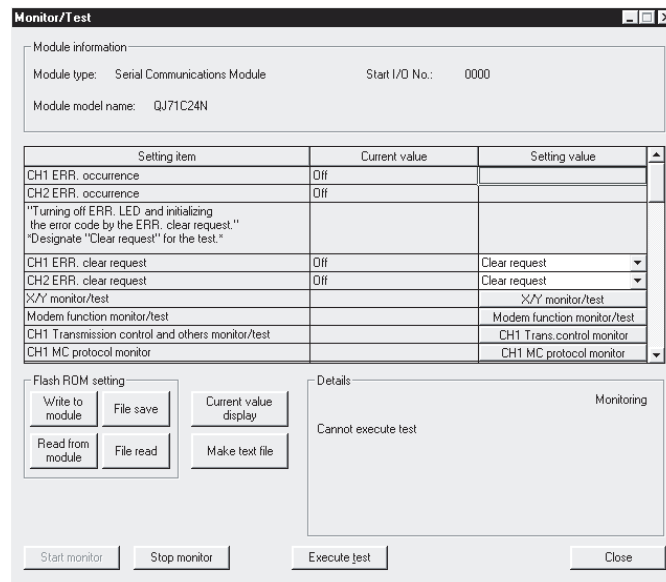 Monitor/Test
Module information
Module type: Serial Communications Module Start I/O No.: 0000
Module model name: QJ71C24N
Setting item Current value Setting value
CH1 ERR. occurrence Off
CH2 ERR. occurrence Off
"Turning off ERR. LED and initializing
the error code by the ERR. clear request."
*Designate "Clear request" for the test.*
CH1 ERR. clear request Off Clear request
CH2 ERR. clear request Off Clear request
X/Y monitor/test X/Y monitor/test
Modem function monitor/test Modem function monitor/test
CH1 Transmission control and others monitor/test CH1 Trans.control monitor
CH1 MC protocol monitor CH1 MC protocol monitor
Flash ROM setting
Write to
module
File save
Current value
display
Read from
module
File read
Make text file
Details
Monitoring
Cannot execute test
Start monitor Stop monitor Execute test Close